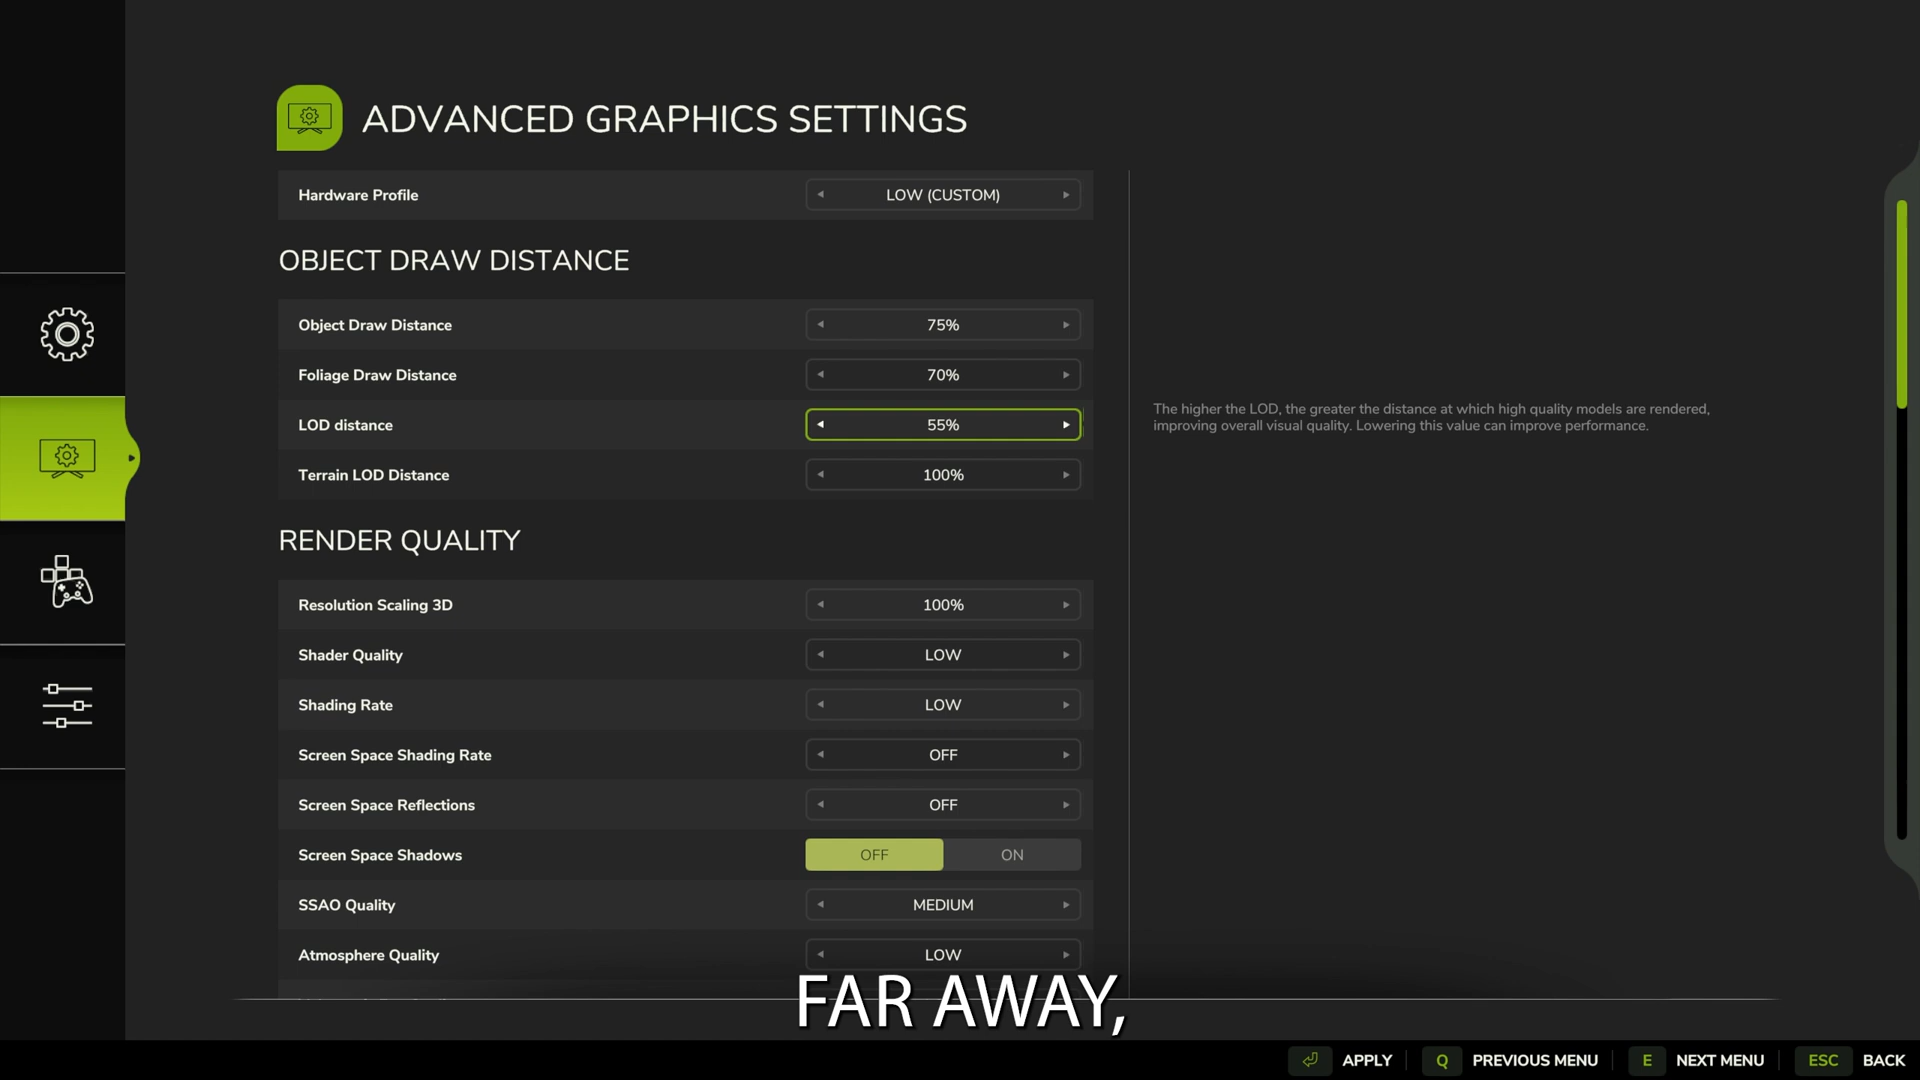 ADVANCED GRAPHICS SETTINGS
Hardware Profile
LOW (CUSTOM)
OBJECT DRAW DISTANCE
Object Draw Distance
75%
Foliage Draw Distance
70%
LOD distance
55%
Terrain LOD Distance
100%
The higher the LOD, the greater the distance at which high quality models are rendered,
improving overall visual quality. Lowering this value can improve performance.
RENDER QUALITY
Resolution Scaling 3D
100%
Shader Quality
LOW
Shading Rate
LOW
Screen Space Shading Rate
OFF
Screen Space Reflections
OFF
Screen Space Shadows
OFF ON
SSAO Quality
MEDIUM
Atmosphere Quality
LOW
FAR AWAY,
APPLY Q PREVIOUS MENU E NEXT MENU ESC BACK